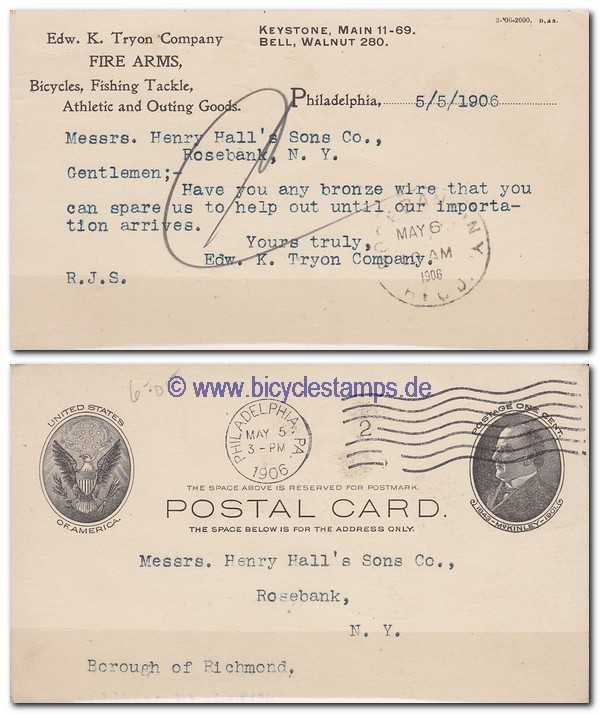 Edw. K. Tryon Company
FIRE ARMS,
Bicycles, Fishing Tackle,
Athletic and Outing Goods.
KEYSTONE, MAIN 11-69.
BELL, WALNUT 280.
Philadelphia, 5/5/1906
Messrs. Henry Hall's Sons Co.,
Rosebank, N. Y.
Gentlemen;-
Have you any bronze wire that you
can spare us to help out until our importa-
tion arrives.
Yours truly,
Edw. K. Tryon Company.
R.J.S.
MAY 6
AM
1906
N.Y.
REC'D.
© www.bicyclestamps.de
UNITED STATES
OF AMERICA.
PHILADELPHIA, PA
MAY 5
3-PM
1906
2
POSTAGE ONE CENT
1843-McKINLEY-1901
THE SPACE ABOVE IS RESERVED FOR POSTMARK.
POSTAL CARD.
THE SPACE BELOW IS FOR THE ADDRESS ONLY.
Messrs. Henry Hall's Sons Co.,
Rosebank,
N. Y.
Borough of Richmond,